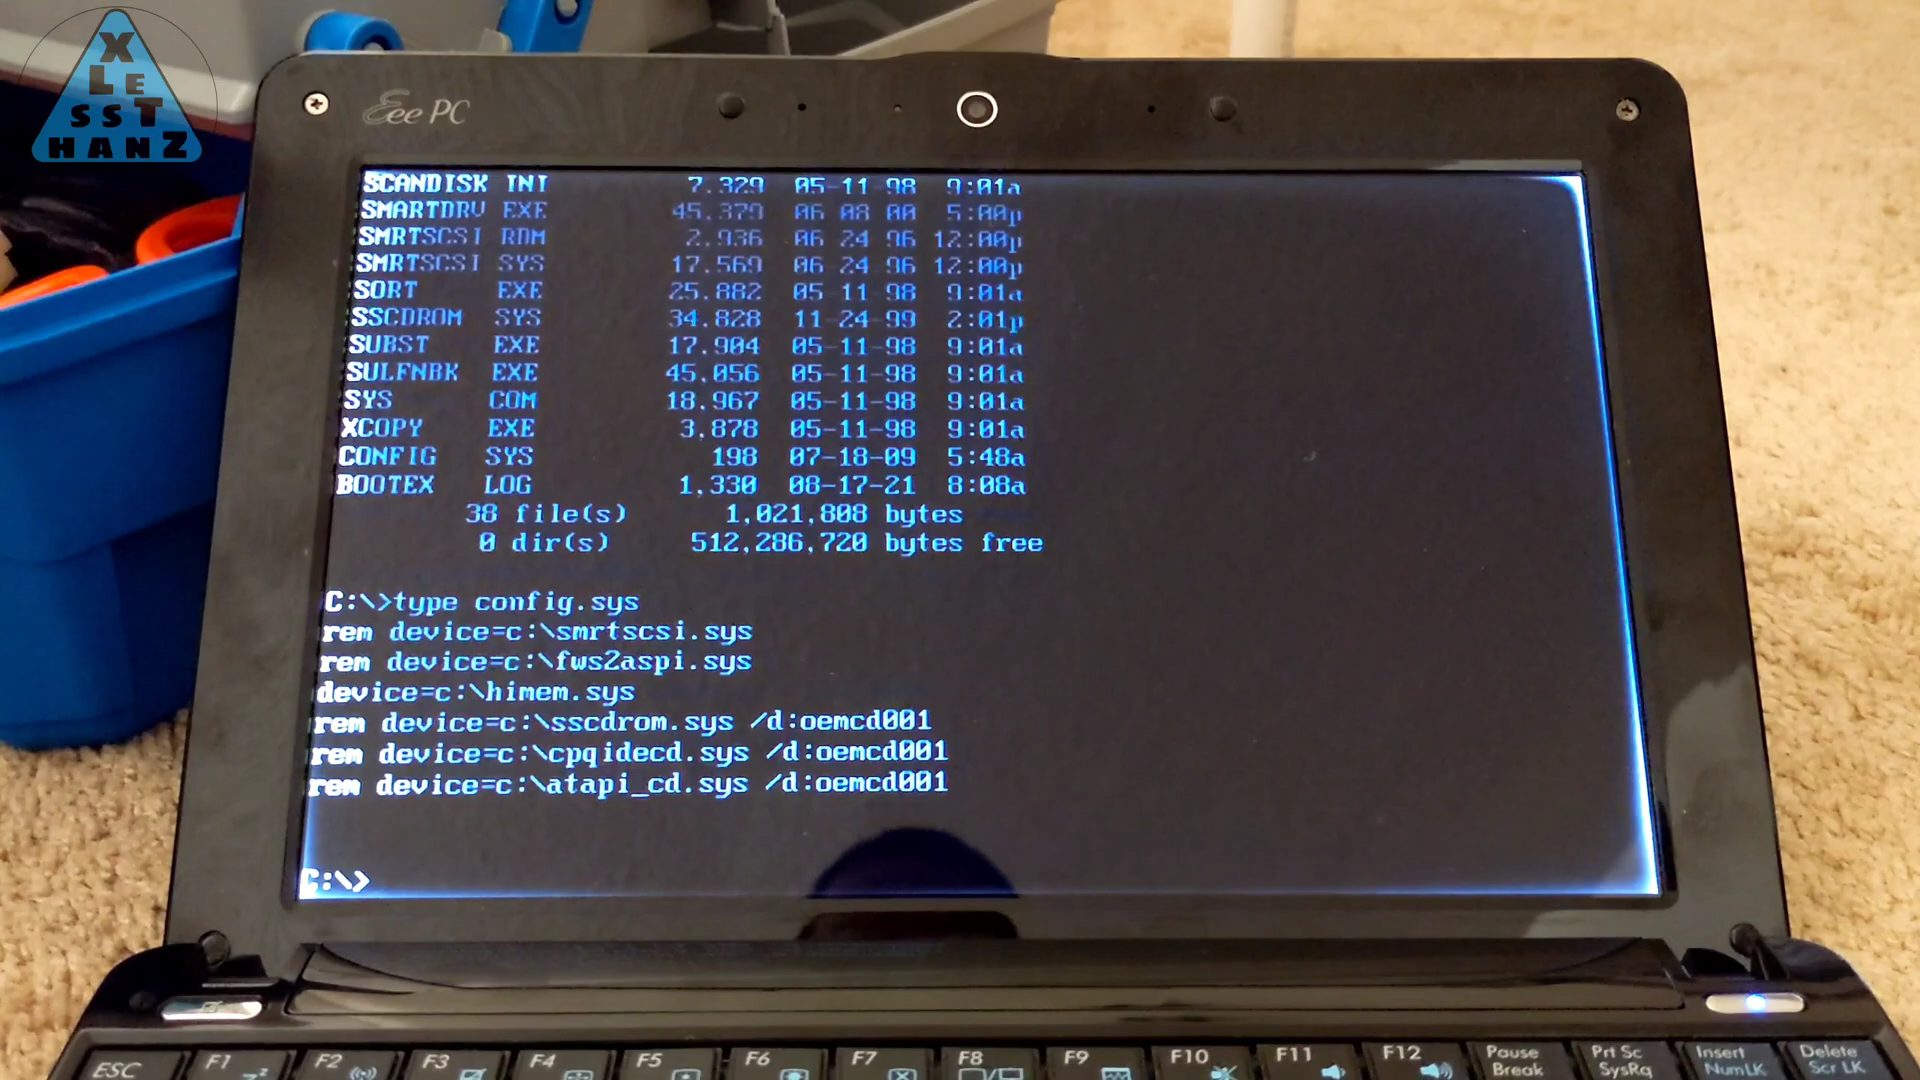 X
LE
SST
HANZ
Eee PC
SCANDISK INI 7,329 05-11-98 9:01a
SMARTDRV EXE 45,379 06-08-00 5:00p
SMRTSCSI RDM 2,936 06-24-96 12:00p
SMRTSCSI SYS 17,569 06-24-96 12:00p
SORT EXE 25,882 05-11-98 9:01a
SSCDROM SYS 34,828 11-24-99 2:01p
SUBST EXE 17,904 05-11-98 9:01a
SULFNBK EXE 45,056 05-11-98 9:01a
SYS COM 18,967 05-11-98 9:01a
XCOPY EXE 3,878 05-11-98 9:01a
CONFIG SYS 198 07-18-09 5:48a
BOOTEX LOG 1,330 08-17-21 8:08a
38 file(s) 1,021,808 bytes
0 dir(s) 512,286,720 bytes free
C:\>type config.sys
rem device=c:\smrtscsi.sys
rem device=c:\fws2aspi.sys
device=c:\himem.sys
rem device=c:\sscdrom.sys /d:oemcd001
rem device=c:\cpqidecd.sys /d:oemcd001
rem device=c:\atapi_cd.sys /d:oemcd001
C:\>
ESC F1 F2 F3 F4 F5 F6 F7 F8 F9 F10 F11 F12 Pause Prt Sc Insert Delete
Break SysRq NumLK Scr LK